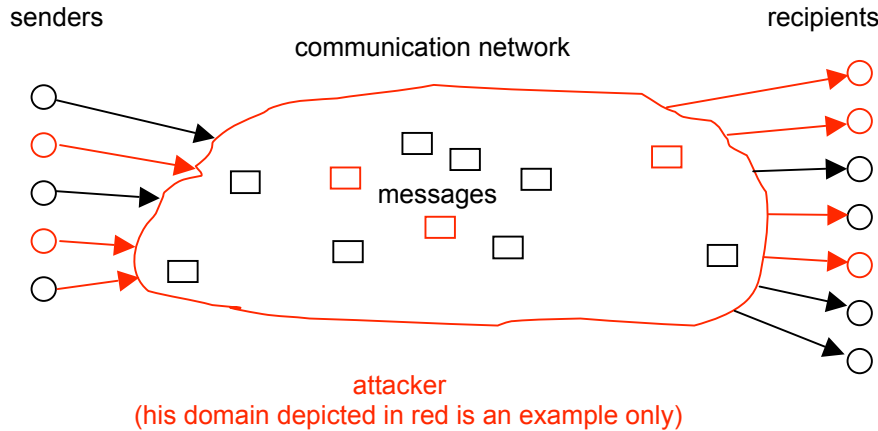 senders
recipients
communication network
messages
attacker
(his domain depicted in red is an example only)